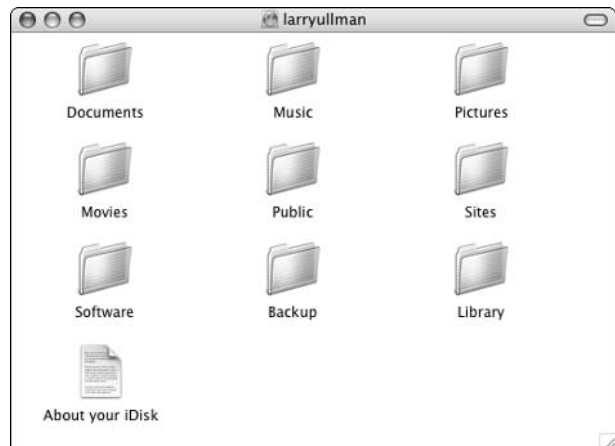 larryullman
Documents Music Pictures
Movies Public Sites
Software Backup Library
About your iDisk